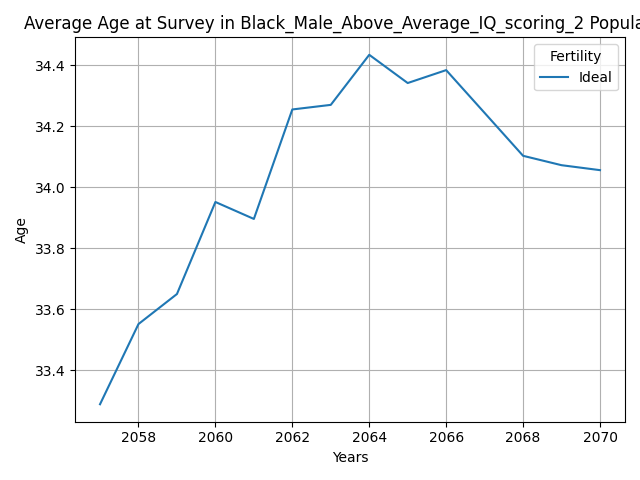 Average Age at Survey in Black_Male_Above_Average_IQ_scoring_2 Popula
34.4
34.2
34.0
33.8
33.6
33.4
Age
Fertility
Ideal
2058 2060 2062 2064 2066 2068 2070
Years